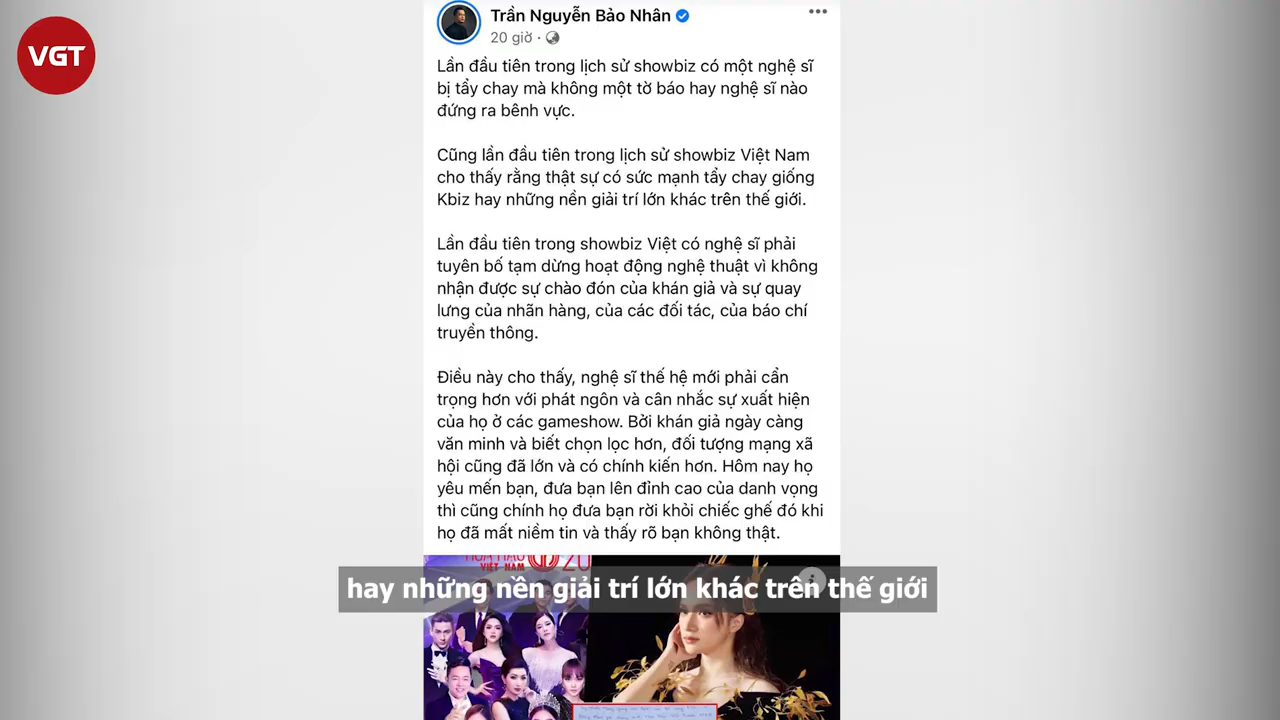 VGT
Trần Nguyễn Bảo Nhân
20 giờ ·
Lần đầu tiên trong lịch sử showbiz có một nghệ sĩ
bị tẩy chay mà không một tờ báo hay nghệ sĩ nào
đứng ra bênh vực.
Cũng lần đầu tiên trong lịch sử showbiz Việt Nam
cho thấy rằng thật sự có sức mạnh tẩy chay giống
Kbiz hay những nền giải trí lớn khác trên thế giới.
Lần đầu tiên trong showbiz Việt có nghệ sĩ phải
tuyên bố tạm dừng hoạt động nghệ thuật vì không
nhận được sự chào đón của khán giả và sự quay
lưng của nhãn hàng, của các đối tác, của báo chí
truyền thông.
Điều này cho thấy, nghệ sĩ thế hệ mới phải cẩn
trọng hơn với phát ngôn và cân nhắc sự xuất hiện
của họ ở các gameshow. Bởi khán giả ngày càng
văn minh và biết chọn lọc hơn, đối tượng mạng xã
hội cũng đã lớn và có chính kiến hơn. Hôm nay họ
yêu mến bạn, đưa bạn lên đỉnh cao của danh vọng
thì cũng chính họ đưa bạn rời khỏi chiếc ghế đó khi
họ đã mất niềm tin và thấy rõ bạn không thật.
VIỆT NAM
hay những nền giải trí lớn khác trên thế giới